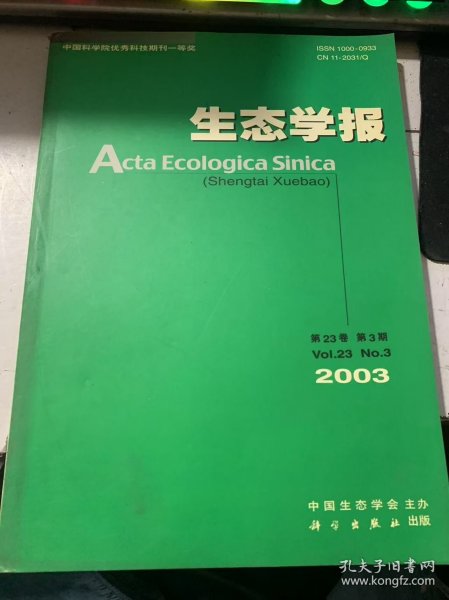 中国科学院优秀科技期刊一等奖
ISSN 1000-0933
CN 11-2031/Q
生态学报
Acta Ecologica Sinica
(Shengtai Xuebao)
第23卷 第3期
Vol.23 No.3
2003
中国生态学会 主办
科学出版社 出版
孔夫子旧书网
www.kongfz.com